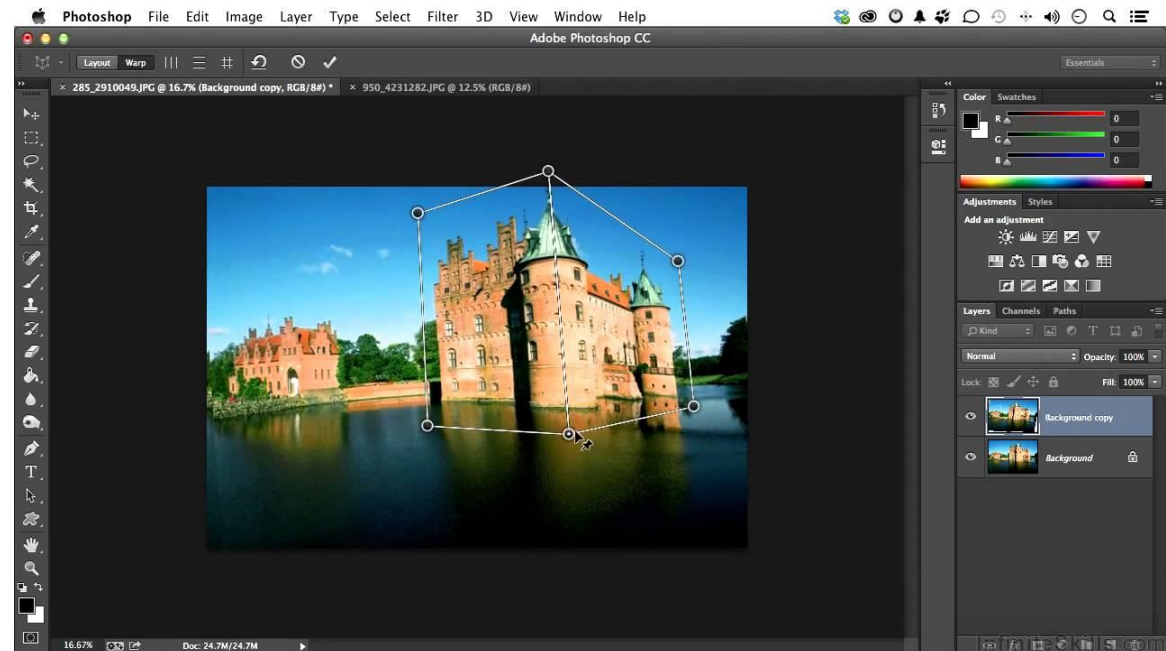 Photoshop File Edit Image Layer Type Select Filter 3D View Window Help
Adobe Photoshop CC
Layout Warp Essentials
× 285_2910049.JPG @ 16.7% (Background copy, RGB/8#) * × 950_4231282.JPG @ 12.5% (RGB/8#)
Color Swatches
R 0
G 0
B 0
Adjustments Styles
Add an adjustment
Layers Channels Paths
Kind
Normal Opacity: 100%
Lock: Fill: 100%
Background copy
Background
16.67% Doc: 24.7M/24.7M
InfiniteSkills.com